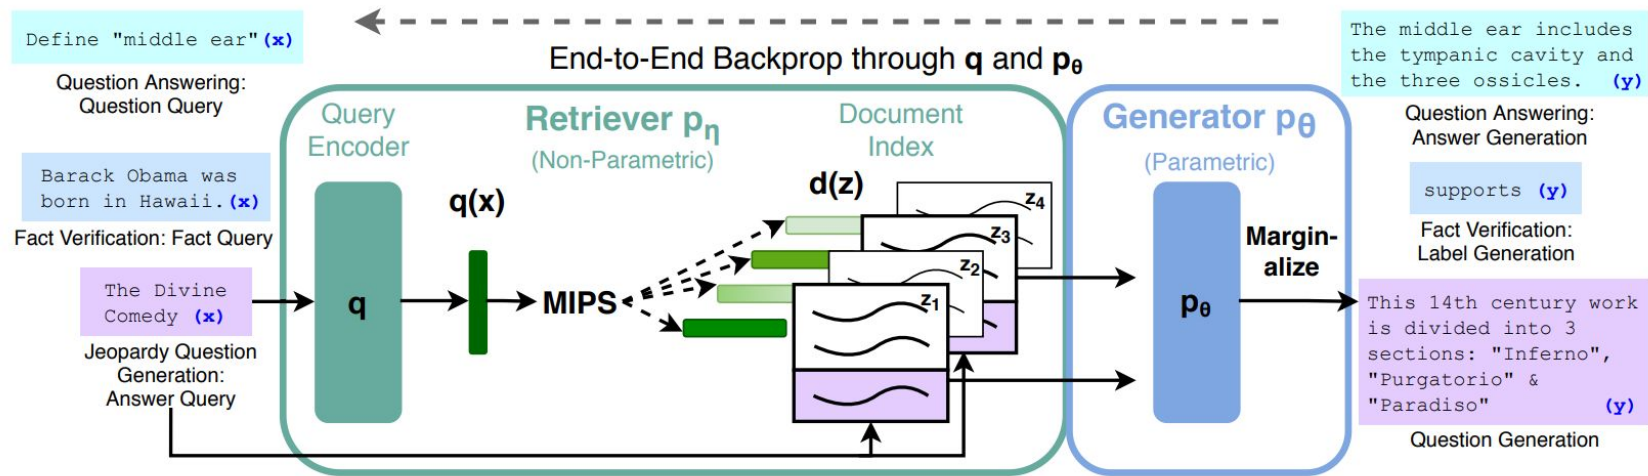 Define "middle ear"(x)
Question Answering:
Question Query
Barack Obama was
born in Hawaii.(x)
Fact Verification: Fact Query
The Divine
Comedy (x)
Jeopardy Question
Generation:
Answer Query
End-to-End Backprop through q and pθ
Query
Encoder
Retriever pη
(Non-Parametric)
Document
Index
q
q(x)
MIPS
d(z)
z4
z3
z2
z1
Generator pθ
(Parametric)
pθ
Margin-
alize
The middle ear includes
the tympanic cavity and
the three ossicles. (y)
Question Answering:
Answer Generation
supports (y)
Fact Verification:
Label Generation
This 14th century work
is divided into 3
sections: "Inferno",
"Purgatorio" &
"Paradiso" (y)
Question Generation